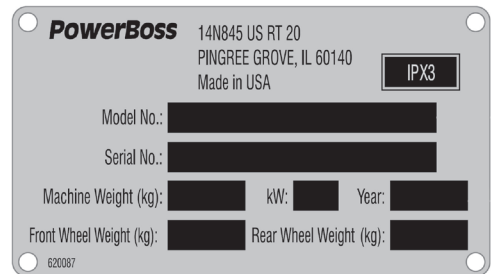 PowerBoss
14N845 US RT 20
PINGREE GROVE, IL 60140
Made in USA
IPX3
Model No.:
Serial No.:
Machine Weight (kg): kW: Year:
Front Wheel Weight (kg): Rear Wheel Weight (kg):
620087